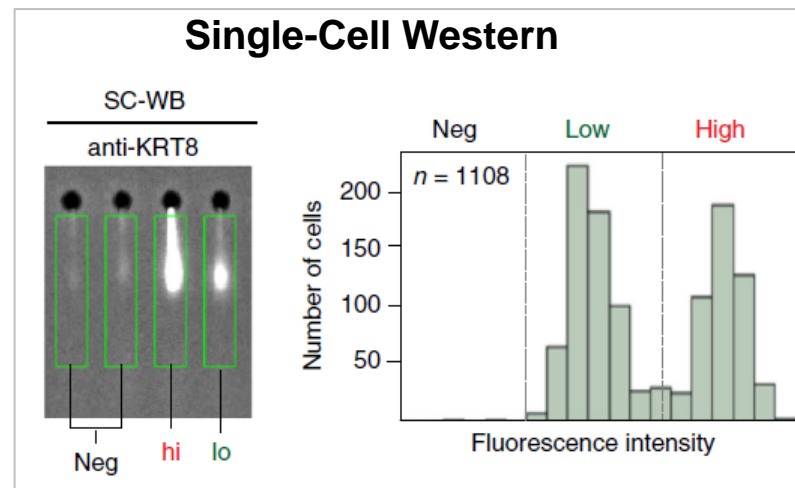 Single-Cell Western
SC-WB
anti-KRT8
Neg
hi
lo
Neg
Low
High
n = 1108
Number of cells
200
150
100
50
Fluorescence intensity